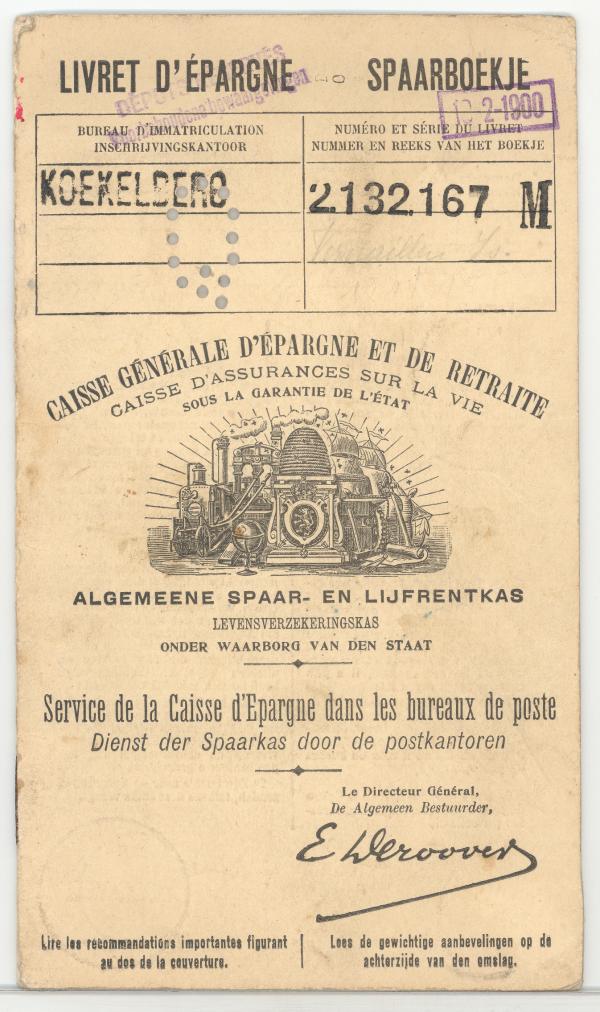 LIVRET D'ÉPARGNE — SPAARBOEKJE
2-1900
BUREAU D'IMMATRICULATION
INSCHRIJVINGSKANTOOR
NUMÉRO ET SÉRIE DU LIVRET
NUMMER EN REEKS VAN HET BOEKJE
KOEKELBERG
2.132.167 M
CAISSE GÉNÉRALE D'ÉPARGNE ET DE RETRAITE
CAISSE D'ASSURANCES SUR LA VIE
SOUS LA GARANTIE DE L'ÉTAT
ALGEMEENE SPAAR- EN LIJFRENTKAS
LEVENSVERZEKERINGSKAS
ONDER WAARBORG VAN DEN STAAT
Service de la Caisse d'Epargne dans les bureaux de poste
Dienst der Spaarkas door de postkantoren
Le Directeur Général,
De Algemeen Bestuurder,
E Deroover
Lire les recommandations importantes figurant
au dos de la couverture.
Lees de gewichtige aanbevelingen op de
achterzijde van den omslag.